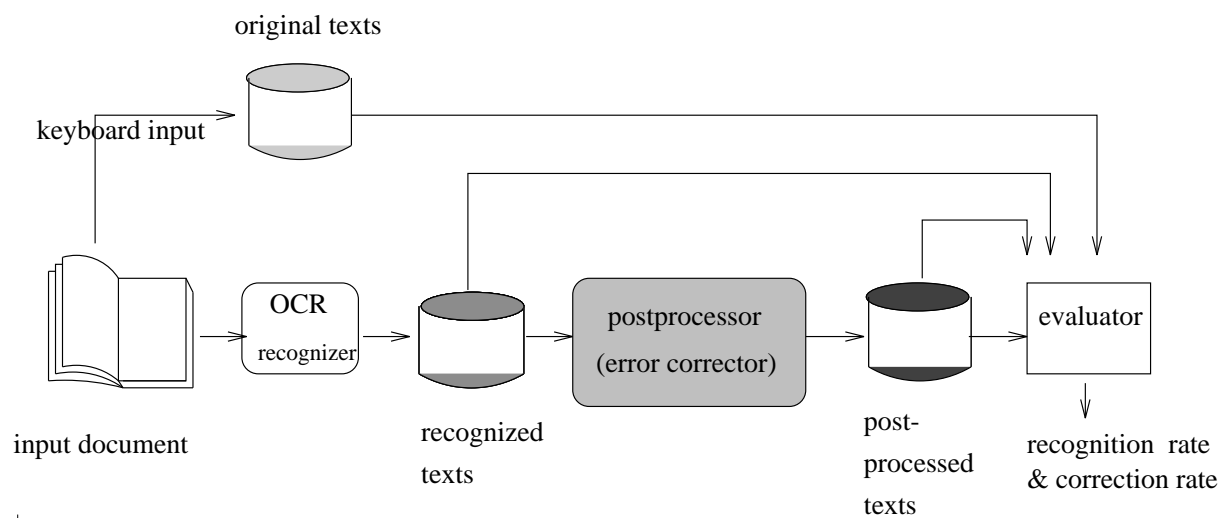 original texts
keyboard input
OCR
recognizer
postprocessor
(error corrector)
evaluator
input document
recognized
texts
post-
processed
texts
recognition rate
& correction rate